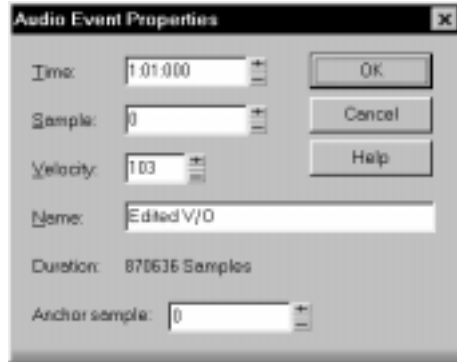 Audio Event Properties
Time: 1:01:000
OK
Sample: 0
Cancel
Velocity: 103
Help
Name: Edited V/O
Duration: 870636 Samples
Anchor sample: 0